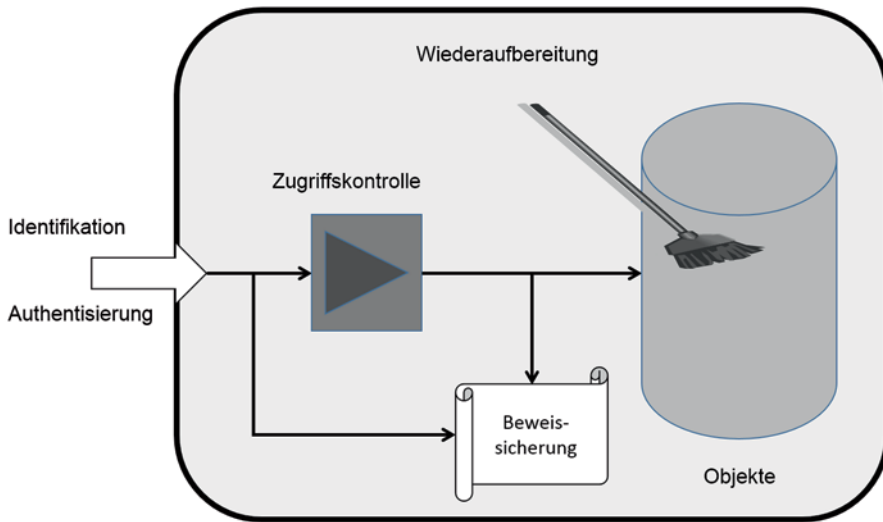 Wiederaufbereitung
Zugriffskontrolle
Identifikation
Authentisierung
Beweis-
sicherung
Objekte